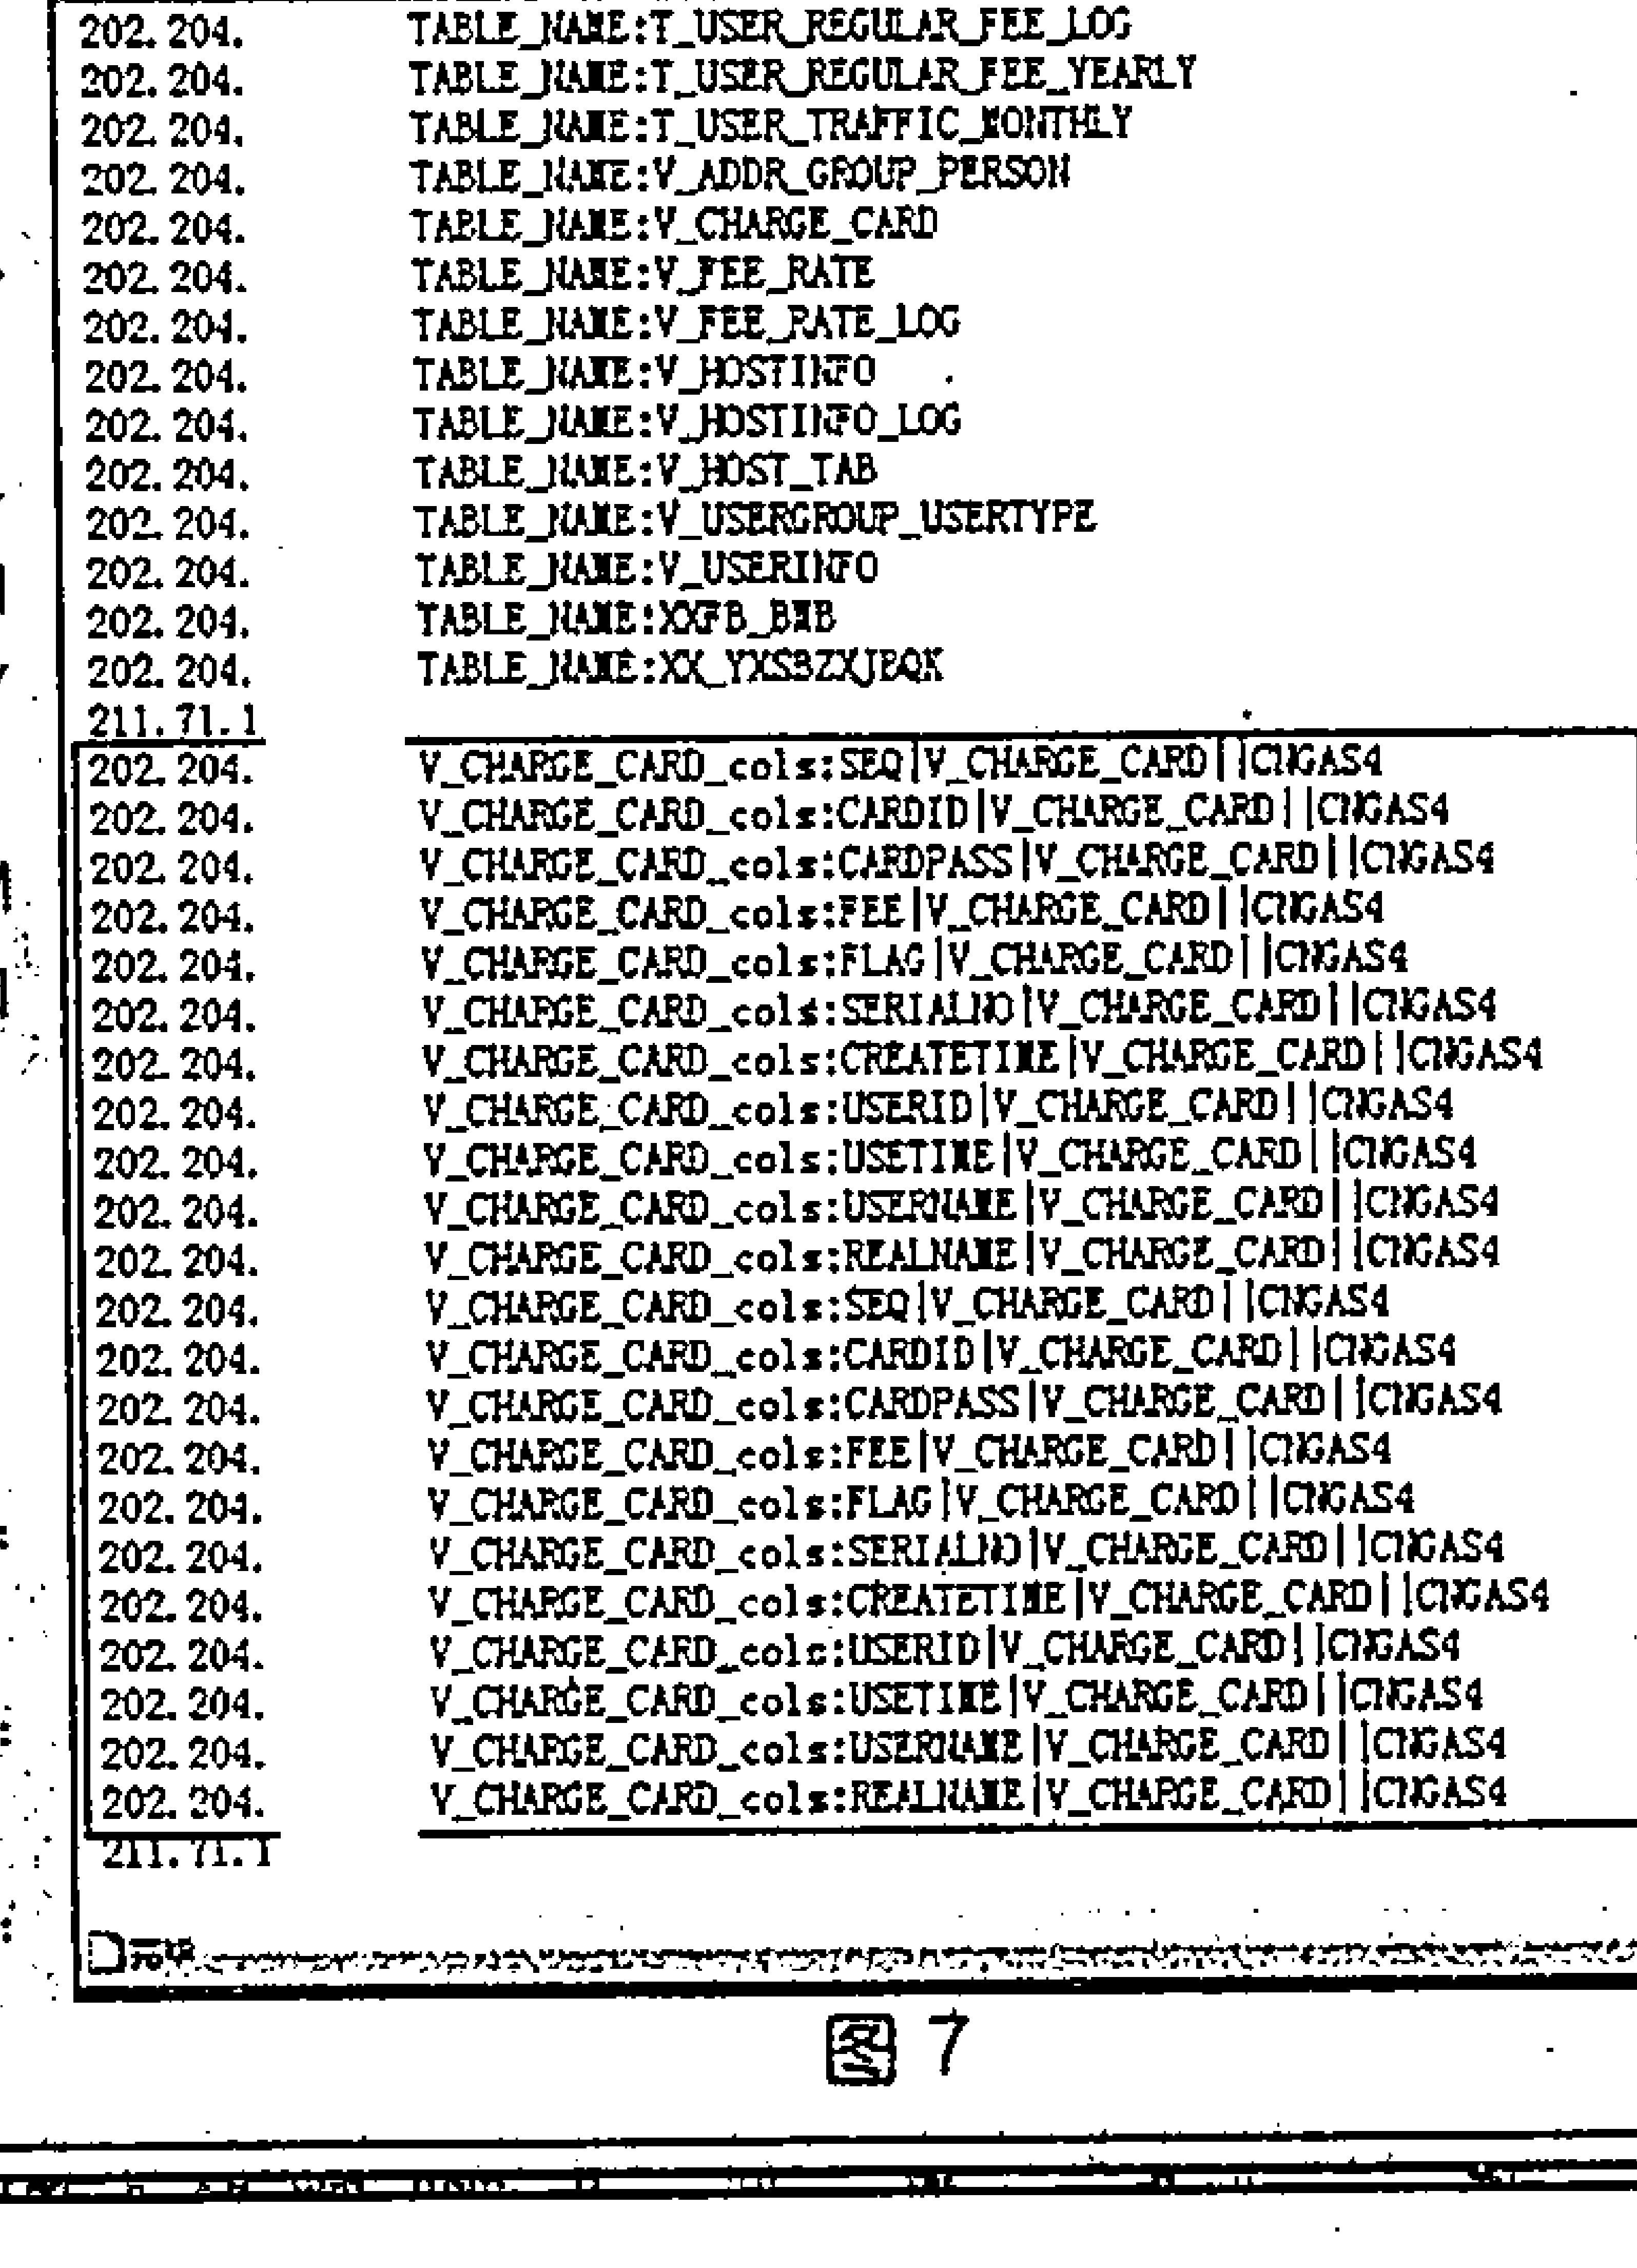 202.204. TABLE_NAME:T_USER_REGULAR_FEE_LOG
202.204. TABLE_NAME:T_USER_REGULAR_FEE_YEARLY
202.204. TABLE_NAME:T_USER_TRAFFIC_MONTHLY
202.204. TABLE_NAME:V_ADDR_GROUP_PERSON
202.204. TABLE_NAME:V_CHARGE_CARD
202.204. TABLE_NAME:V_FEE_RATE
202.204. TABLE_NAME:V_FEE_RATE_LOG
202.204. TABLE_NAME:V_HOSTINFO
202.204. TABLE_NAME:V_HOSTINFO_LOG
202.204. TABLE_NAME:V_HOST_TAB
202.204. TABLE_NAME:V_USERGROUP_USERTYPE
202.204. TABLE_NAME:V_USERINFO
202.204. TABLE_NAME:XXFB_BMB
202.204. TABLE_NAME:XX_YXSBZXJBQK
211.71.1
202.204. V_CHARGE_CARD_cols:SEQ|V_CHARGE_CARD||CNGAS4
202.204. V_CHARGE_CARD_cols:CARDID|V_CHARGE_CARD||CNGAS4
202.204. V_CHARGE_CARD_cols:CARDPASS|V_CHARGE_CARD||CNGAS4
202.204. V_CHARGE_CARD_cols:FEE|V_CHARGE_CARD||CNGAS4
202.204. V_CHARGE_CARD_cols:FLAG|V_CHARGE_CARD||CNGAS4
202.204. V_CHARGE_CARD_cols:SERIALNO|V_CHARGE_CARD||CNGAS4
202.204. V_CHARGE_CARD_cols:CREATETIME|V_CHARGE_CARD||CNGAS4
202.204. V_CHARGE_CARD_cols:USERID|V_CHARGE_CARD||CNGAS4
202.204. V_CHARGE_CARD_cols:USETIME|V_CHARGE_CARD||CNGAS4
202.204. V_CHARGE_CARD_cols:USERNAME|V_CHARGE_CARD||CNGAS4
202.204. V_CHARGE_CARD_cols:REALNAME|V_CHARGE_CARD||CNGAS4
202.204. V_CHARGE_CARD_cols:SEQ|V_CHARGE_CARD||CNGAS4
202.204. V_CHARGE_CARD_cols:CARDID|V_CHARGE_CARD||CNGAS4
202.204. V_CHARGE_CARD_cols:CARDPASS|V_CHARGE_CARD||CNGAS4
202.204. V_CHARGE_CARD_cols:FEE|V_CHARGE_CARD||CNGAS4
202.204. V_CHARGE_CARD_cols:FLAG|V_CHARGE_CARD||CNGAS4
202.204. V_CHARGE_CARD_cols:SERIALNO|V_CHARGE_CARD||CNGAS4
202.204. V_CHARGE_CARD_cols:CREATETIME|V_CHARGE_CARD||CNGAS4
202.204. V_CHARGE_CARD_cols:USERID|V_CHARGE_CARD||CNGAS4
202.204. V_CHARGE_CARD_cols:USETIME|V_CHARGE_CARD||CNGAS4
202.204. V_CHARGE_CARD_cols:USERNAME|V_CHARGE_CARD||CNGAS4
202.204. V_CHARGE_CARD_cols:REALNAME|V_CHARGE_CARD||CNGAS4
211.71.1
图 7